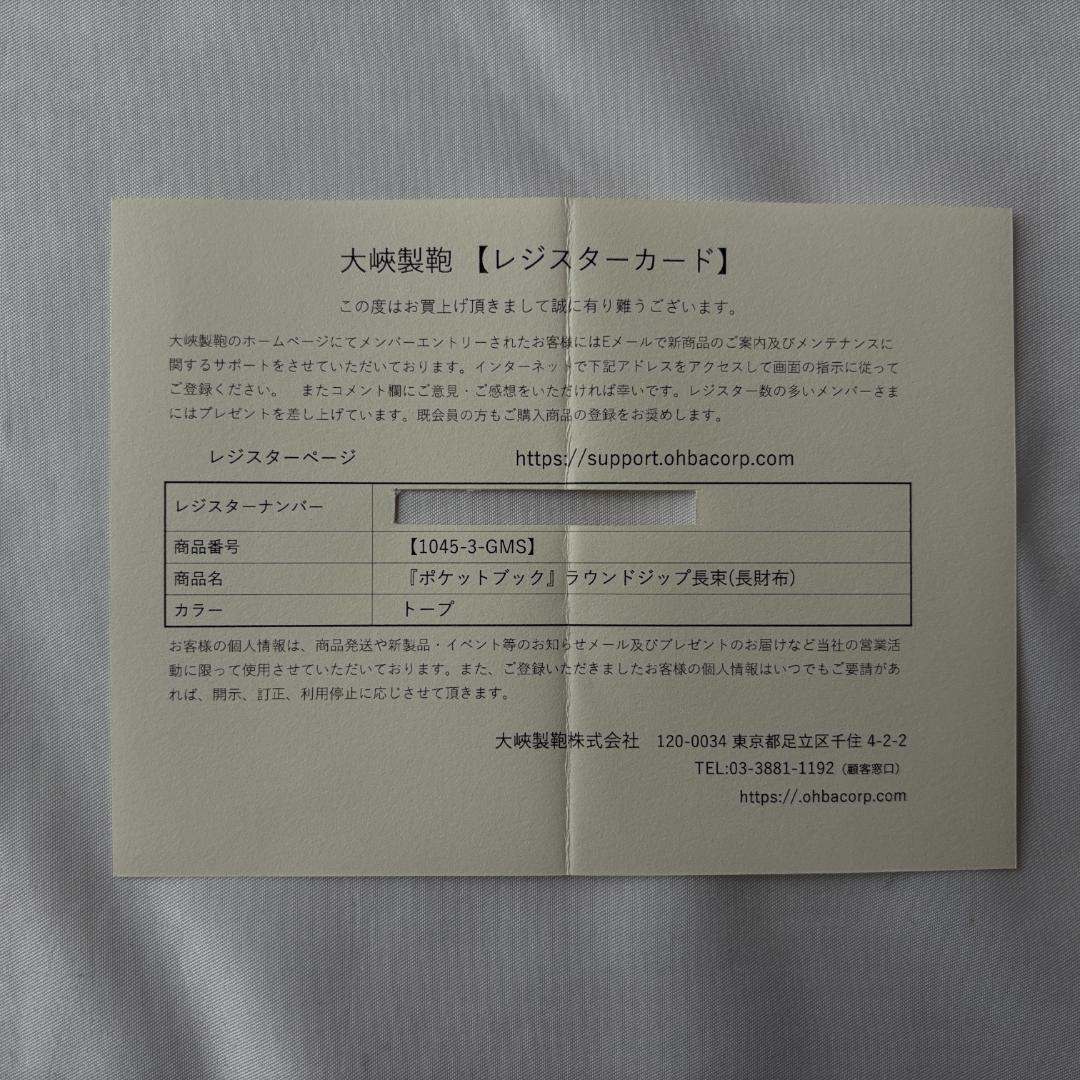 大峽製鞄 【レジスターカード】
この度はお買上げ頂きまして誠に有り難うございます。
大峽製鞄のホームページにてメンバーエントリーされたお客様にはEメールで新商品のご案内及びメンテナンスに
関するサポートをさせていただいております。インターネットで下記アドレスをアクセスして画面の指示に従って
ご登録ください。 またコメント欄にご意見・ご感想をいただければ幸いです。レジスター数の多いメンバーさま
にはプレゼントを差し上げています。既会員の方もご購入商品の登録をお奨めします。
レジスターページ https://support.ohbacorp.com
レジスターナンバー
商品番号 【1045-3-GMS】
商品名 『ポケットブック』ラウンドジップ長束(長財布)
カラー トープ
お客様の個人情報は、商品発送や新製品・イベント等のお知らせメール及びプレゼントのお届けなど当社の営業活
動に限って使用させていただいております。また、ご登録いただきましたお客様の個人情報はいつでもご要請があ
れば、開示、訂正、利用停止に応じさせて頂きます。
大峽製鞄株式会社 120-0034 東京都足立区千住 4-2-2
TEL:03-3881-1192（顧客窓口）
https://.ohbacorp.com